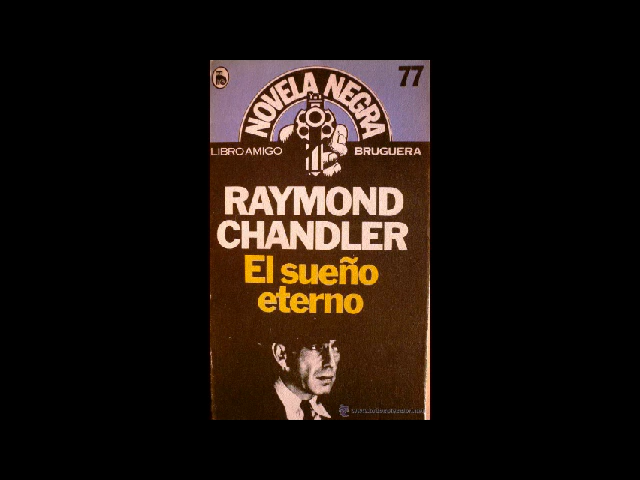 77
NOVELA NEGRA
LIBRO AMIGO BRUGUERA
RAYMOND
CHANDLER
El sueño
eterno